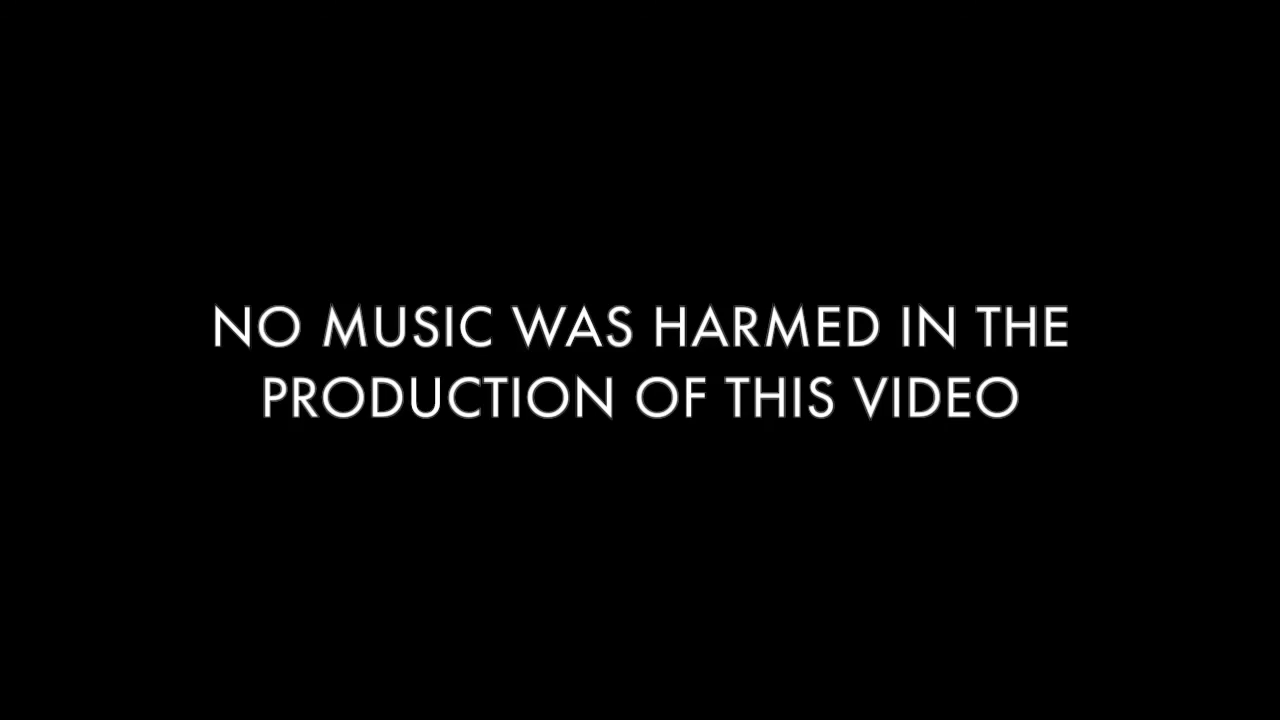 NO MUSIC WAS HARMED IN THE
PRODUCTION OF THIS VIDEO